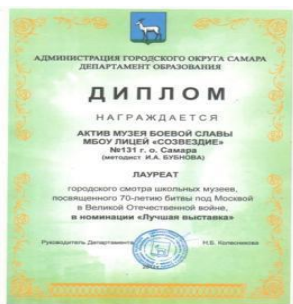 АДМИНИСТРАЦИЯ ГОРОДСКОГО ОКРУГА САМАРА
ДЕПАРТАМЕНТ ОБРАЗОВАНИЯ
ДИПЛОМ
НАГРАЖДАЕТСЯ
АКТИВ МУЗЕЯ БОЕВОЙ СЛАВЫ
МБОУ ЛИЦЕЙ «СОЗВЕЗДИЕ»
№131 г. о. Самара
(методист И.А. БУБНОВА)
ЛАУРЕАТ
городского смотра школьных музеев,
посвященного 70-летию битвы под Москвой
в Великой Отечественной войне,
в номинации «Лучшая выставка»
Руководитель Департамента
Н.Б. Колесникова